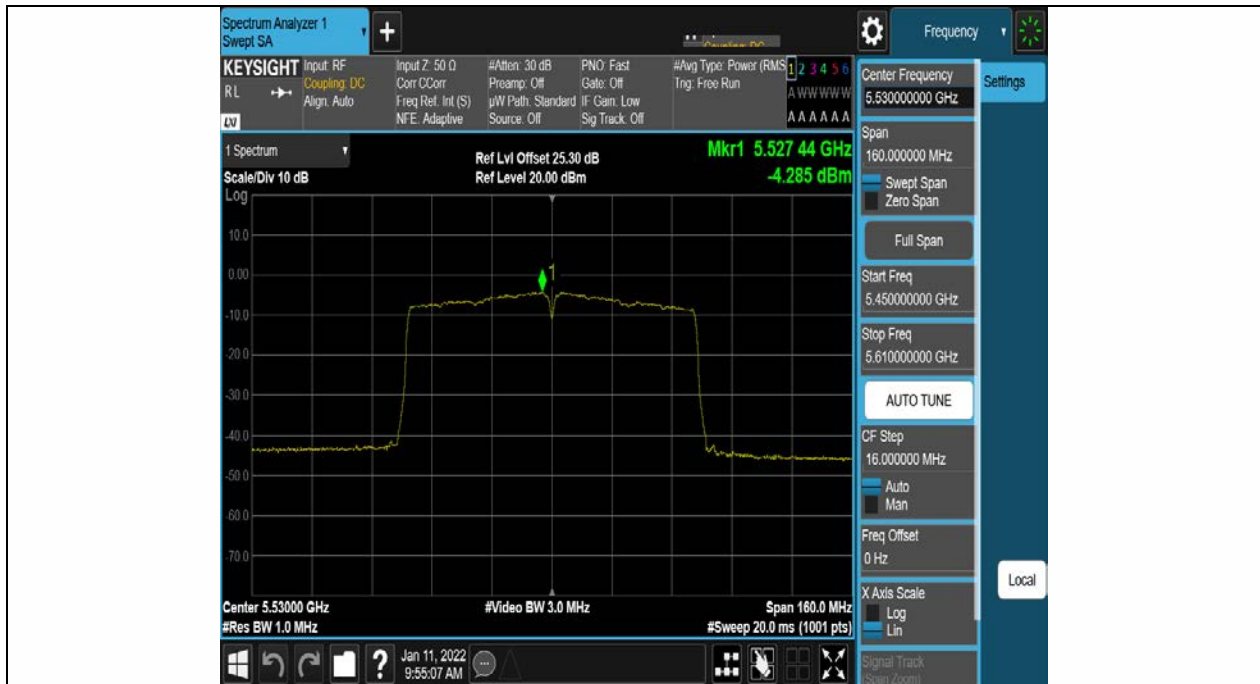 Spectrum Analyzer 1
Swept SA
+
Frequency
KEYSIGHT
RL
LXI
Input: RF
Coupling: DC
Align: Auto
Input Z: 50 Ω
Corr CCorr
Freq Ref: Int (S)
NFE: Adaptive
#Atten: 30 dB
Preamp: Off
µW Path: Standard
Source: Off
PNO: Fast
Gate: Off
IF Gain: Low
Sig Track: Off
#Avg Type: Power (RMS
Trig: Free Run
1 2 3 4 5 6
A W W W W W
A A A A A A
1 Spectrum
Scale/Div 10 dB
Log
Ref Lvl Offset 25.30 dB
Ref Level 20.00 dBm
Mkr1 5.527 44 GHz
-4.285 dBm
10.0
0.00
-10.0
-20.0
-30.0
-40.0
-50.0
-60.0
-70.0
1
Center 5.53000 GHz
#Res BW 1.0 MHz
#Video BW 3.0 MHz
Span 160.0 MHz
#Sweep 20.0 ms (1001 pts)
Center Frequency
5.530000000 GHz
Settings
Span
160.000000 MHz
Swept Span
Zero Span
Full Span
Start Freq
5.450000000 GHz
Stop Freq
5.610000000 GHz
AUTO TUNE
CF Step
16.000000 MHz
Auto
Man
Freq Offset
0 Hz
X Axis Scale
Log
Lin
Local
Signal Track
(Span Zoom)
?
Jan 11, 2022
9:55:07 AM